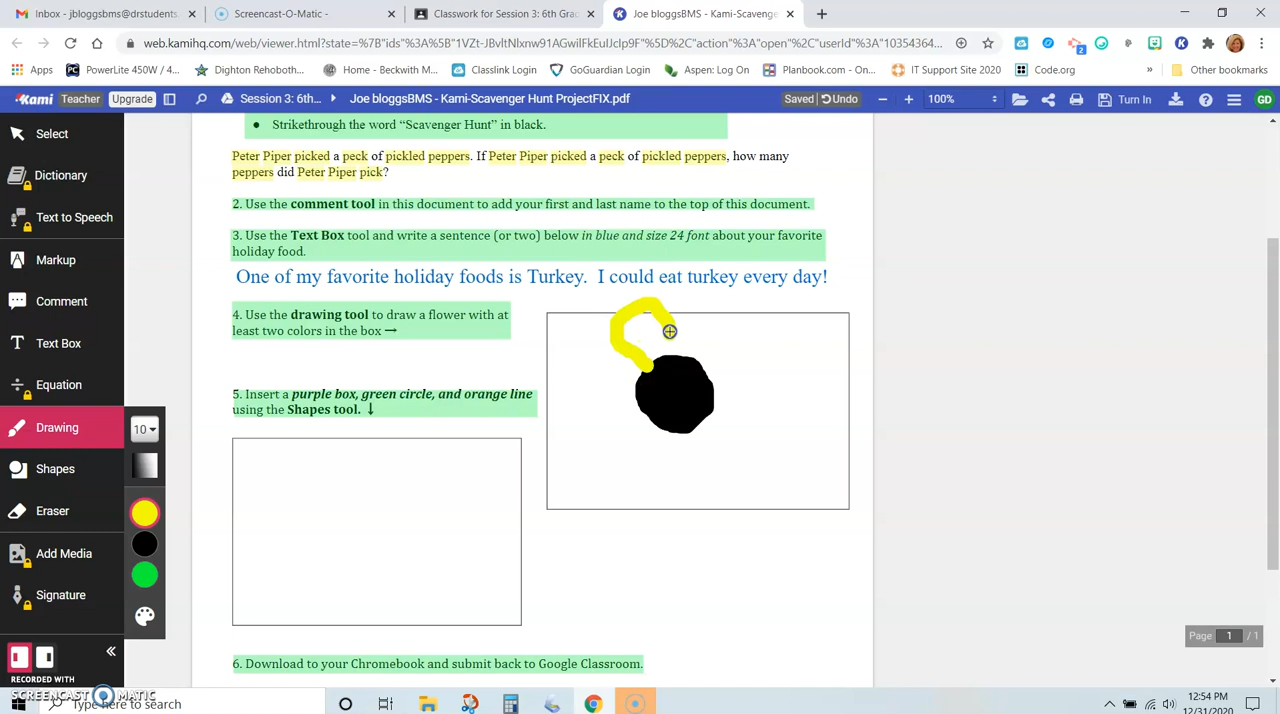 Inbox - jbloggsbms@drstudents.
Screencast-O-Matic -
Classwork for Session 3: 6th Grad
Joe bloggsBMS - Kami-Scavenge
web.kamihq.com/web/viewer.html?state=%7B"ids"%3A%5B"1VZt-JBvltNlxnw91AGwilFkEuIJcIp9F"%5D%2C"action"%3A"open"%2C"userId"%3A"10354364...
Apps
PowerLite 450W / 4...
Dighton Rehoboth...
Home - Beckwith M...
Classlink Login
GoGuardian Login
Aspen: Log On
Planbook.com - On...
IT Support Site 2020
Code.org
»
Other bookmarks
Kami Teacher Upgrade
Session 3: 6th...
Joe bloggsBMS - Kami-Scavenger Hunt ProjectFIX.pdf
Saved Undo
100%
Turn In
GD
Select
Dictionary
Text to Speech
Markup
Comment
Text Box
Equation
Drawing
Shapes
Eraser
Add Media
Signature
10
● Strikethrough the word “Scavenger Hunt” in black.
Peter Piper picked a peck of pickled peppers. If Peter Piper picked a peck of pickled peppers, how many
peppers did Peter Piper pick?
2. Use the comment tool in this document to add your first and last name to the top of this document.
3. Use the Text Box tool and write a sentence (or two) below in blue and size 24 font about your favorite
holiday food.
One of my favorite holiday foods is Turkey. I could eat turkey every day!
4. Use the drawing tool to draw a flower with at
least two colors in the box →
5. Insert a purple box, green circle, and orange line
using the Shapes tool. ↓
6. Download to your Chromebook and submit back to Google Classroom.
Page 1 / 1
RECORDED WITH
SCREENCAST MATIC
Type here to search
12:54 PM
12/31/2020